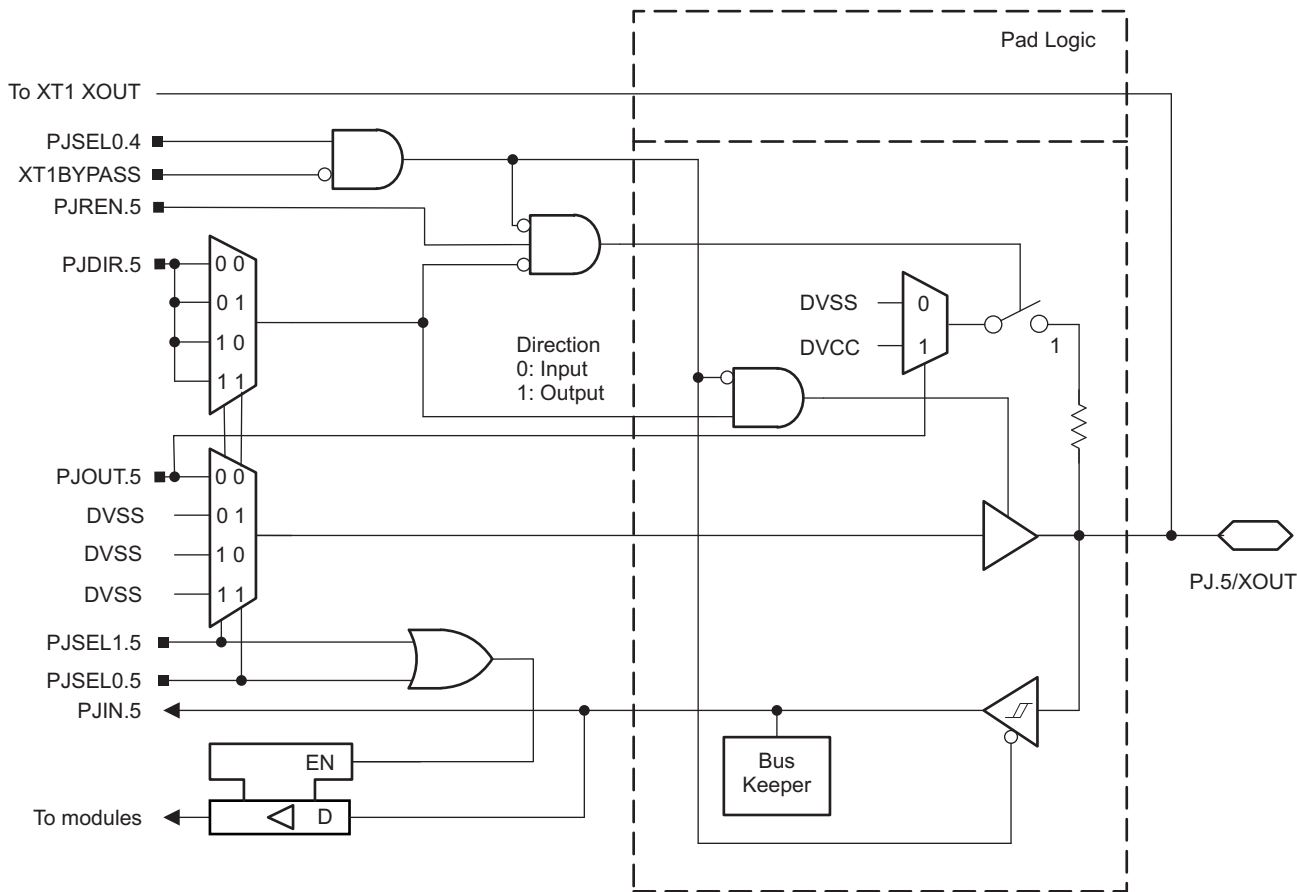 Pad Logic
To XT1 XOUT
PJSEL0.4
XT1BYPASS
PJREN.5
PJDIR.5
0 0
0 1
1 0
1 1
DVSS
0
DVCC
1
1
Direction
0: Input
1: Output
PJOUT.5
0 0
DVSS
0 1
DVSS
1 0
DVSS
1 1
PJ.5/XOUT
PJSEL1.5
PJSEL0.5
PJIN.5
EN
Bus
Keeper
To modules
D